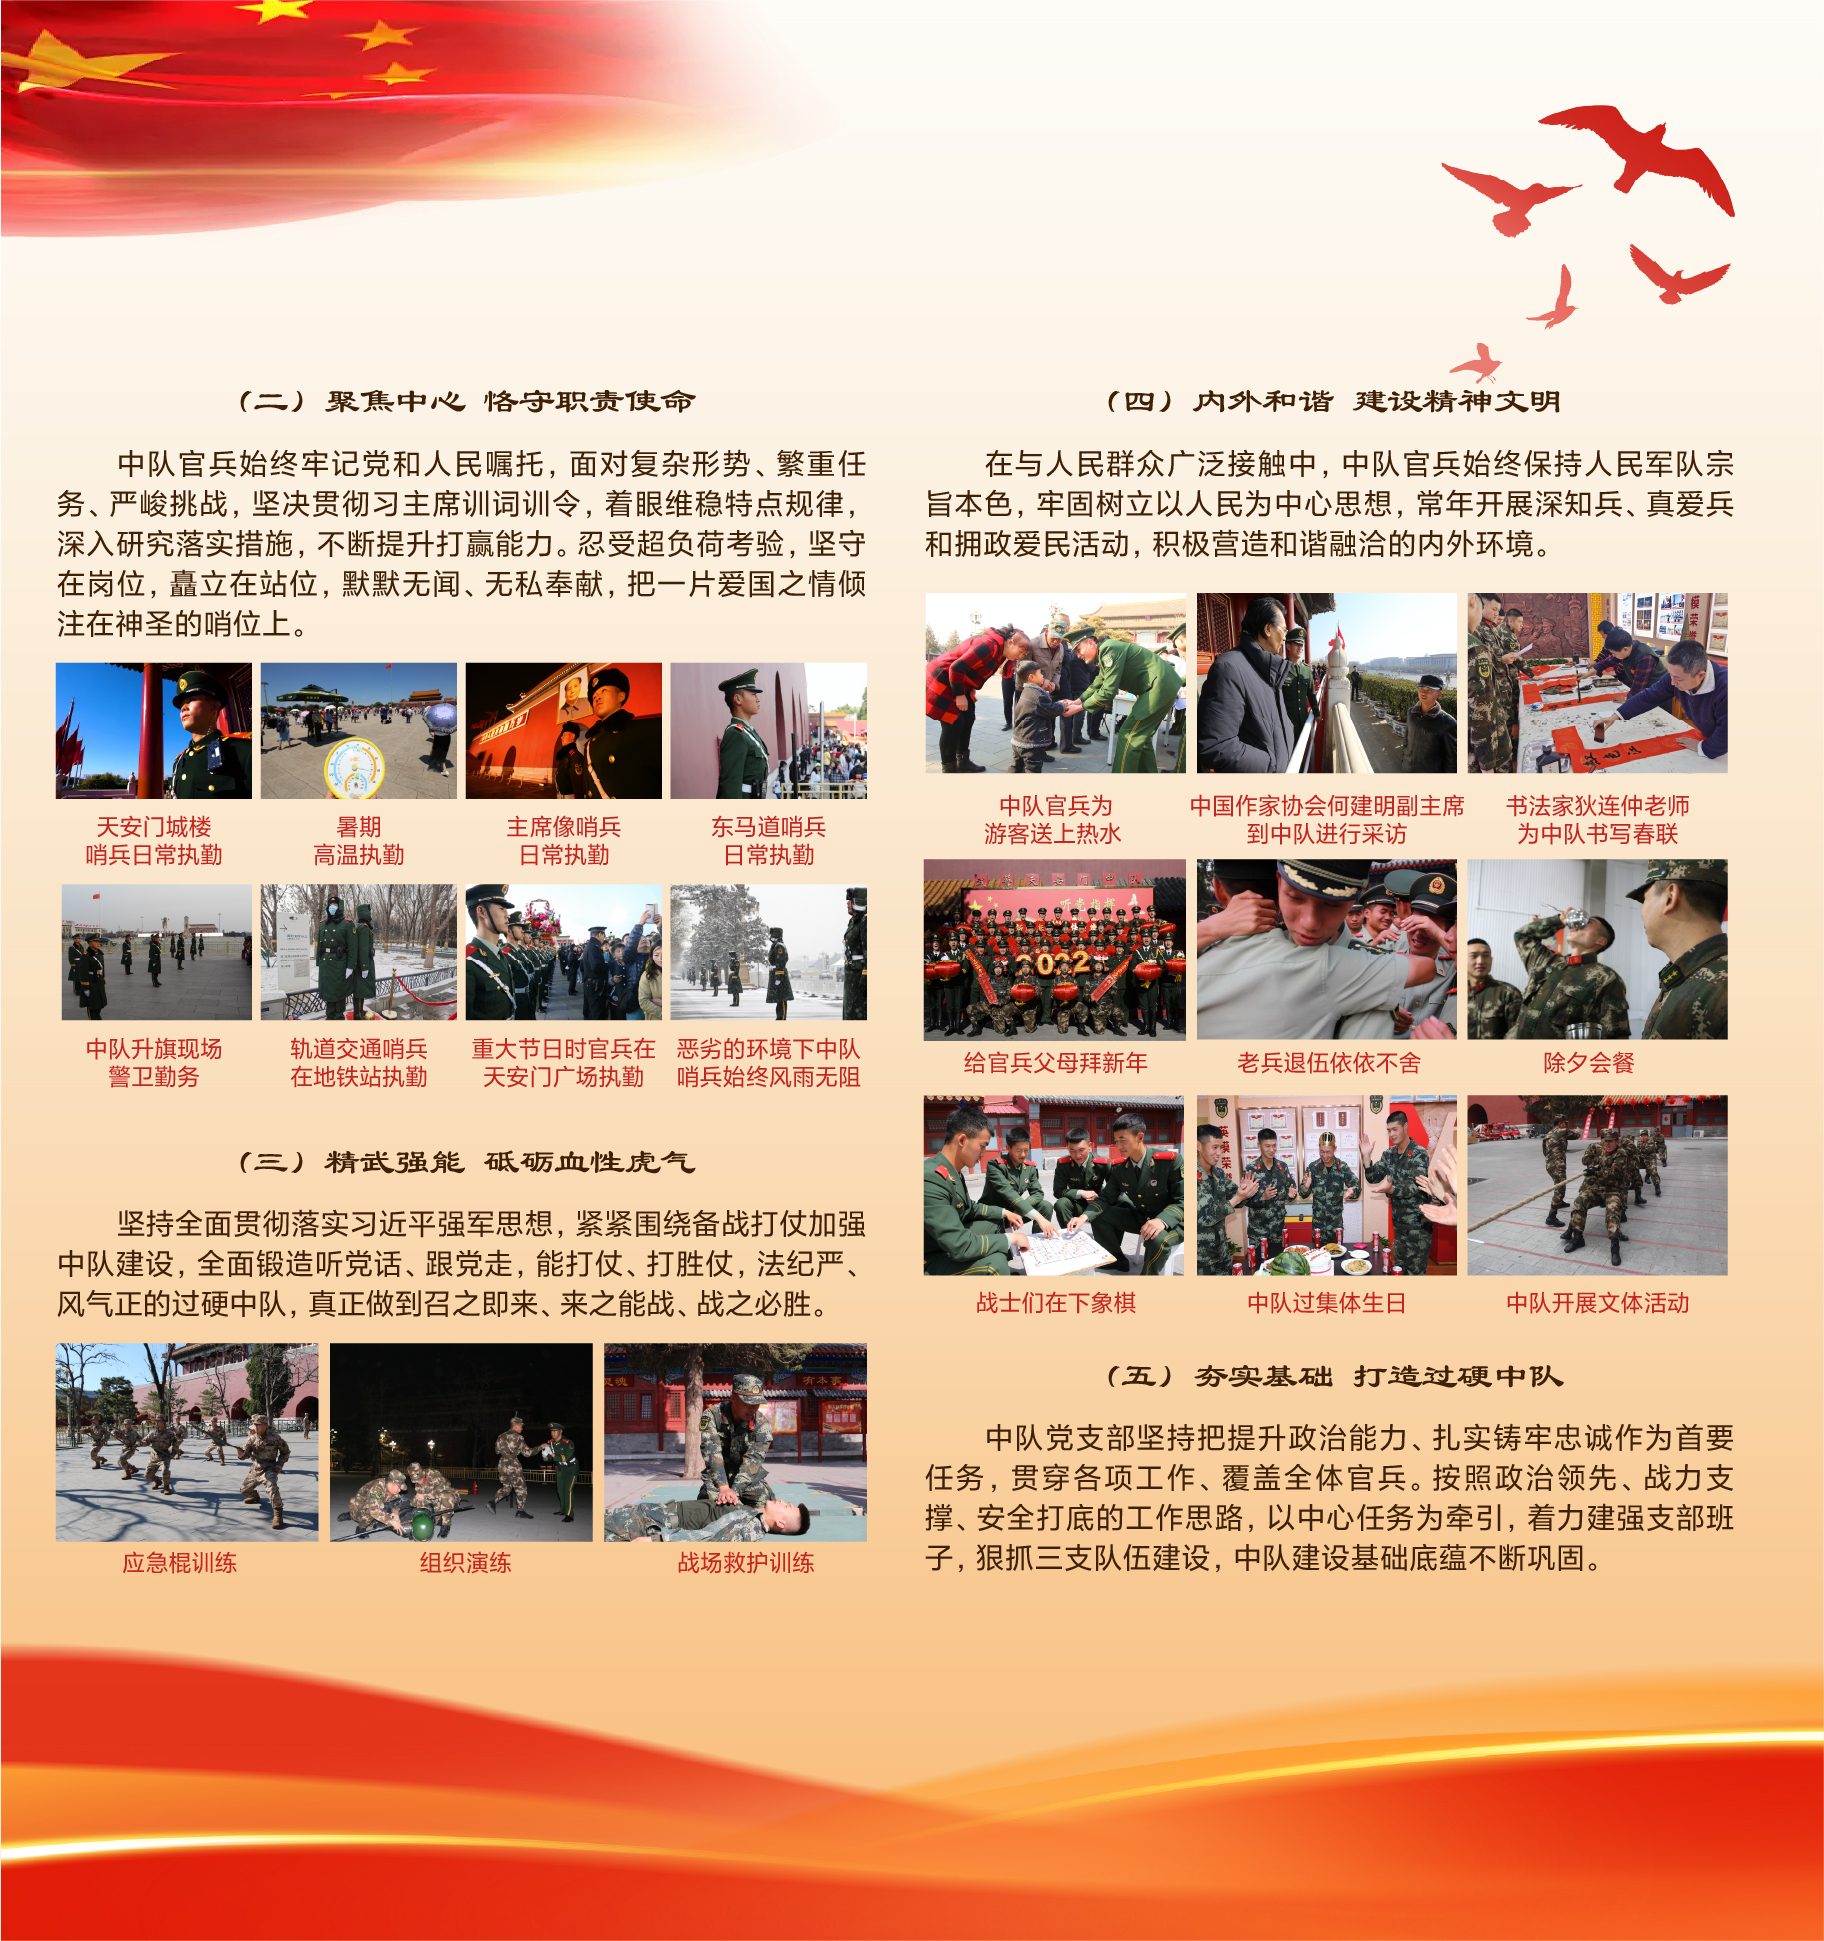 （二）聚焦中心 恪守职责使命
中队官兵始终牢记党和人民嘱托，面对复杂形势、繁重任
务、严峻挑战，坚决贯彻习主席训词训令，着眼维稳特点规律，
深入研究落实措施，不断提升打赢能力。忍受超负荷考验，坚守
在岗位，矗立在站位，默默无闻、无私奉献，把一片爱国之情倾
注在神圣的哨位上。
天安门城楼
哨兵日常执勤
暑期
高温执勤
主席像哨兵
日常执勤
东马道哨兵
日常执勤
中队升旗现场
警卫勤务
轨道交通哨兵
在地铁站执勤
重大节日时官兵在
天安门广场执勤
恶劣的环境下中队
哨兵始终风雨无阻
（三）精武强能 砥砺血性虎气
坚持全面贯彻落实习近平强军思想，紧紧围绕备战打仗加强
中队建设，全面锻造听党话、跟党走，能打仗、打胜仗，法纪严、
风气正的过硬中队，真正做到召之即来、来之能战、战之必胜。
有本事
应急棍训练
组织演练
战场救护训练
（四）内外和谐 建设精神文明
在与人民群众广泛接触中，中队官兵始终保持人民军队宗
旨本色，牢固树立以人民为中心思想，常年开展深知兵、真爱兵
和拥政爱民活动，积极营造和谐融洽的内外环境。
中队官兵为
游客送上热水
中国作家协会何建明副主席
到中队进行采访
书法家狄连仲老师
为中队书写春联
听党指挥
2022
给官兵父母拜新年
老兵退伍依依不舍
除夕会餐
英模荣
战士们在下象棋
中队过集体生日
中队开展文体活动
（五）夯实基础 打造过硬中队
中队党支部坚持把提升政治能力、扎实铸牢忠诚作为首要
任务，贯穿各项工作、覆盖全体官兵。按照政治领先、战力支
撑、安全打底的工作思路，以中心任务为牵引，着力建强支部班
子，狠抓三支队伍建设，中队建设基础底蕴不断巩固。